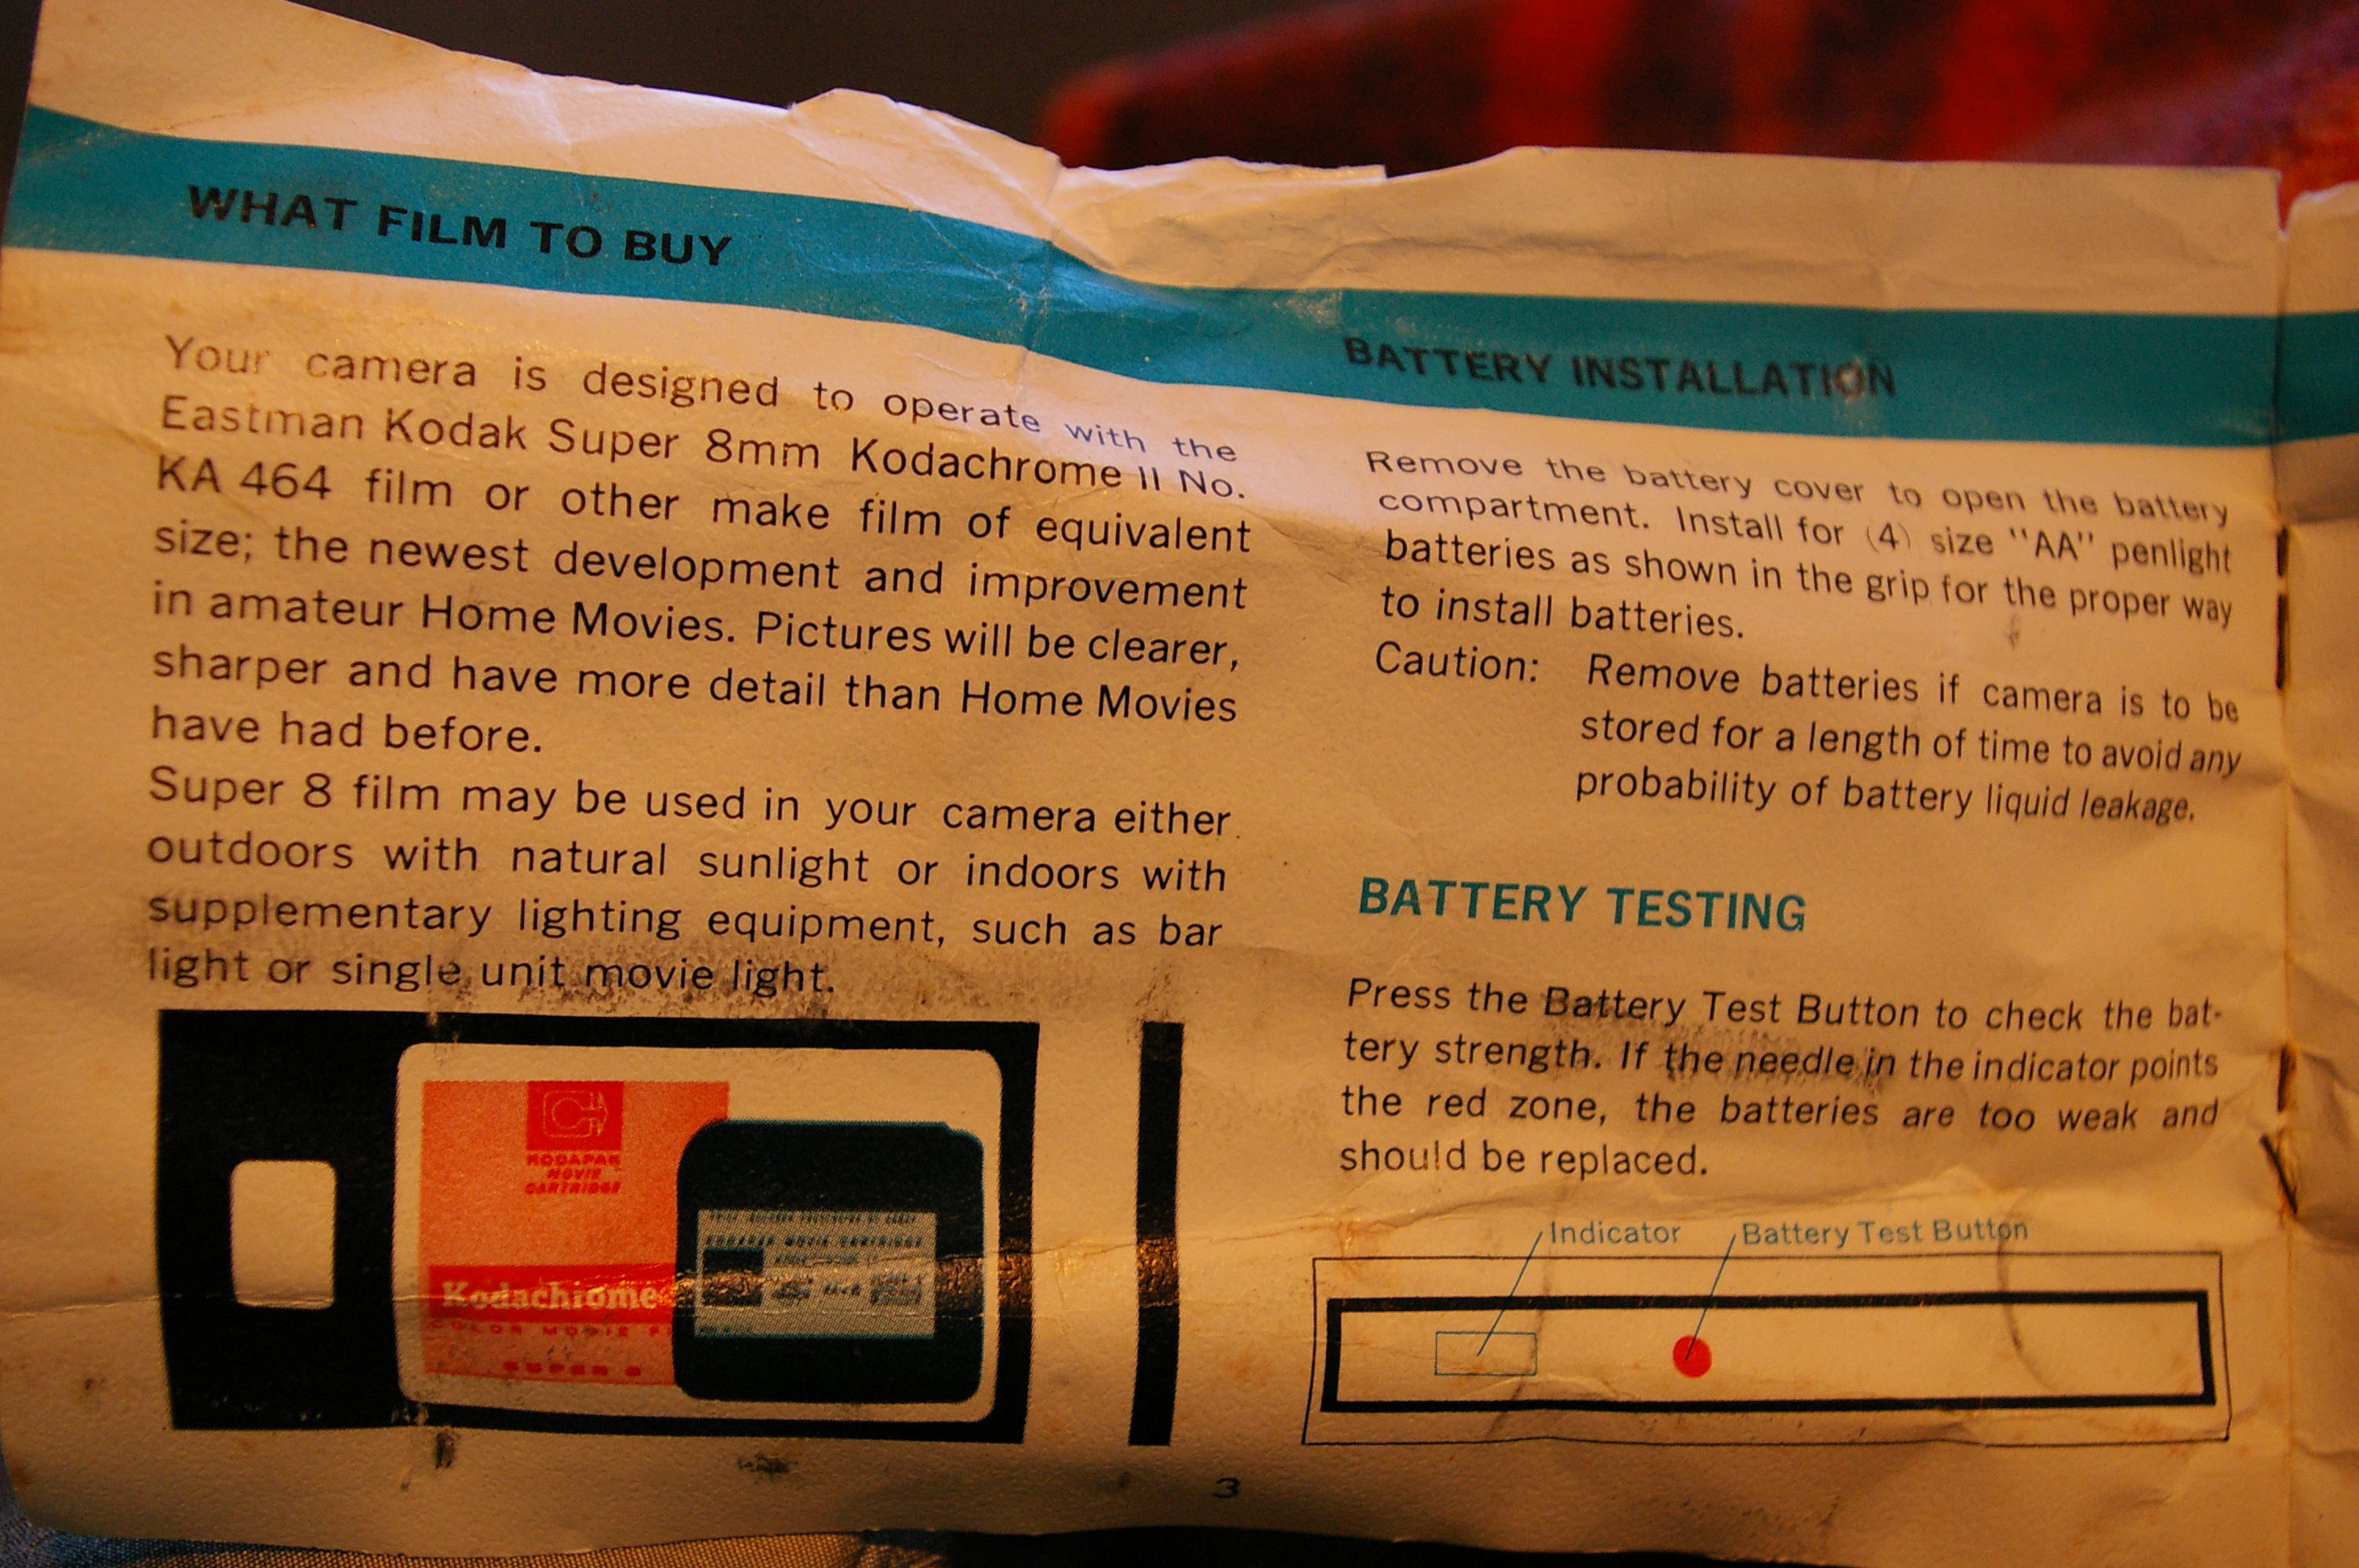 WHAT FILM TO BUY
Your camera is designed to operate with the
Eastman Kodak Super 8mm Kodachrome II No.
KA 464 film or other make film of equivalent
size; the newest development and improvement
in amateur Home Movies. Pictures will be clearer,
sharper and have more detail than Home Movies
have had before.
Super 8 film may be used in your camera either
outdoors with natural sunlight or indoors with
supplementary lighting equipment, such as bar
light or single unit movie light.
KODAPAK
MOVIE
CARTRIDGE
Kodachrome
COLOR MOVIE
SUPER 8
MOVIE CARTRIDGE
3
BATTERY INSTALLATION
Remove the battery cover to open the battery
compartment. Install for (4) size "AA" penlight
batteries as shown in the grip for the proper way
to install batteries.
Caution: Remove batteries if camera is to be
stored for a length of time to avoid any
probability of battery liquid leakage.
BATTERY TESTING
Press the Battery Test Button to check the bat-
tery strength. If the needle in the indicator points
the red zone, the batteries are too weak and
should be replaced.
Indicator Battery Test Button